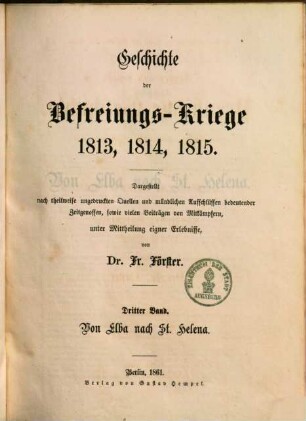 Geschichte
der
Befreiungs-Kriege
1813, 1814, 1815.
Dargestellt
nach theilweise ungedruckten Quellen und mündlichen Aufschlüssen bedeutender
Zeitgenossen, sowie vielen Beiträgen von Mitkämpfern,
unter Mittheilung eigner Erlebnisse,
von
Dr. Fr. Förster.
Dritter Band.
Von Elba nach St. Helena.
Berlin, 1861.
Verlag von Gustav Hempel.